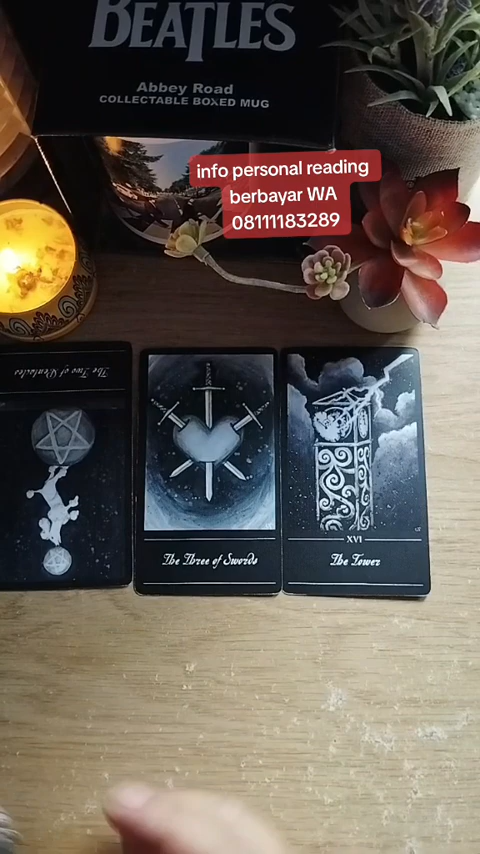 BEATLES
Abbey Road
COLLECTABLE BOXED MUG
info personal reading
berbayar WA
08111183289
The Two of Pentacles
The Three of Swords
XVI
The Tower